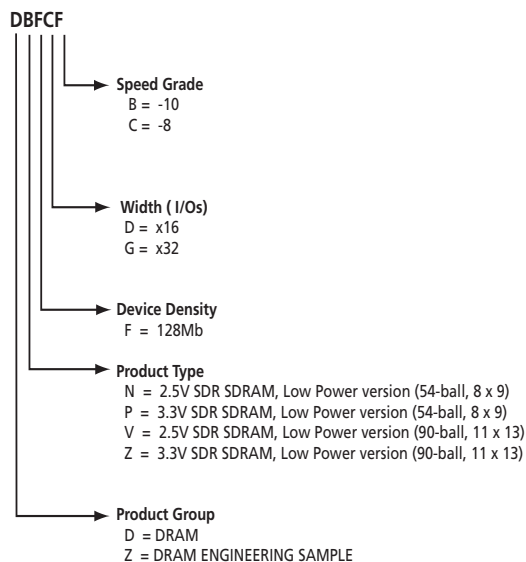 DBFCF
Speed Grade
B = -10
C = -8
Width ( I/Os)
D = x16
G = x32
Device Density
F = 128Mb
Product Type
N = 2.5V SDR SDRAM, Low Power version (54-ball, 8 x 9)
P = 3.3V SDR SDRAM, Low Power version (54-ball, 8 x 9)
V = 2.5V SDR SDRAM, Low Power version (90-ball, 11 x 13)
Z = 3.3V SDR SDRAM, Low Power version (90-ball, 11 x 13)
Product Group
D = DRAM
Z = DRAM ENGINEERING SAMPLE